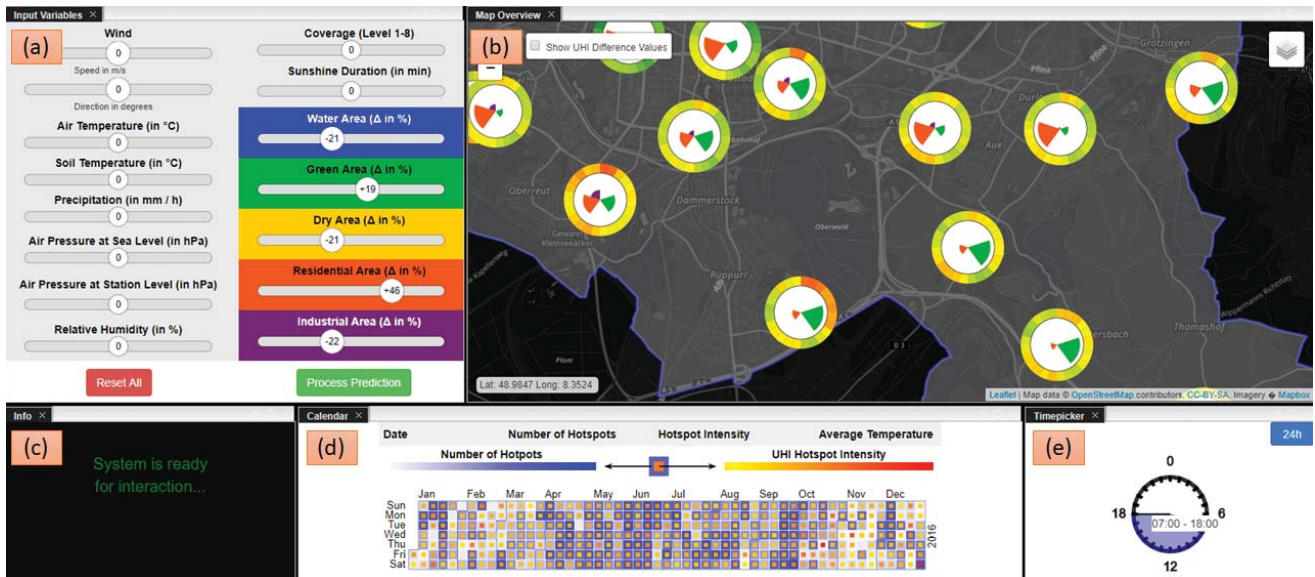 Input Variables ×
(a)
Wind
0
Speed in m/s
0
Direction in degrees
Air Temperature (in °C)
0
Soil Temperature (in °C)
0
Precipitation (in mm / h)
0
Air Pressure at Sea Level (in hPa)
0
Air Pressure at Station Level (in hPa)
0
Relative Humidity (in %)
0
Coverage (Level 1-8)
0
Sunshine Duration (in min)
0
Water Area (Δ in %)
-21
Green Area (Δ in %)
+19
Dry Area (Δ in %)
-21
Residential Area (Δ in %)
+46
Industrial Area (Δ in %)
-22
Reset All
Process Prediction
Map Overview ×
(b)
Show UHI Difference Values
−
Grötzingen
Pfinz
Pfinz
A 5
Aue
Oberreut
Dammerstock
Oberwald
Gewann
Kleinseeäcker
Rüppurr
A 5
B 3
Thomashof
Plom
Lat: 48.9847 Long: 8.3524
Leaflet | Map data © OpenStreetMap contributors, CC-BY-SA, Imagery � Mapbox
Info ×
(c)
System is ready
for interaction...
Calendar ×
(d)
Date Number of Hotspots Hotspot Intensity Average Temperature
Number of Hotpots UHI Hotspot Intensity
Jan Feb Mar Apr May Jun Jul Aug Sep Oct Nov Dec
Sun
Mon
Tue
Wed
Thu
Fri
Sat
2016
Timepicker ×
(e)
24h
0
18 6
07:00 - 18:00
12